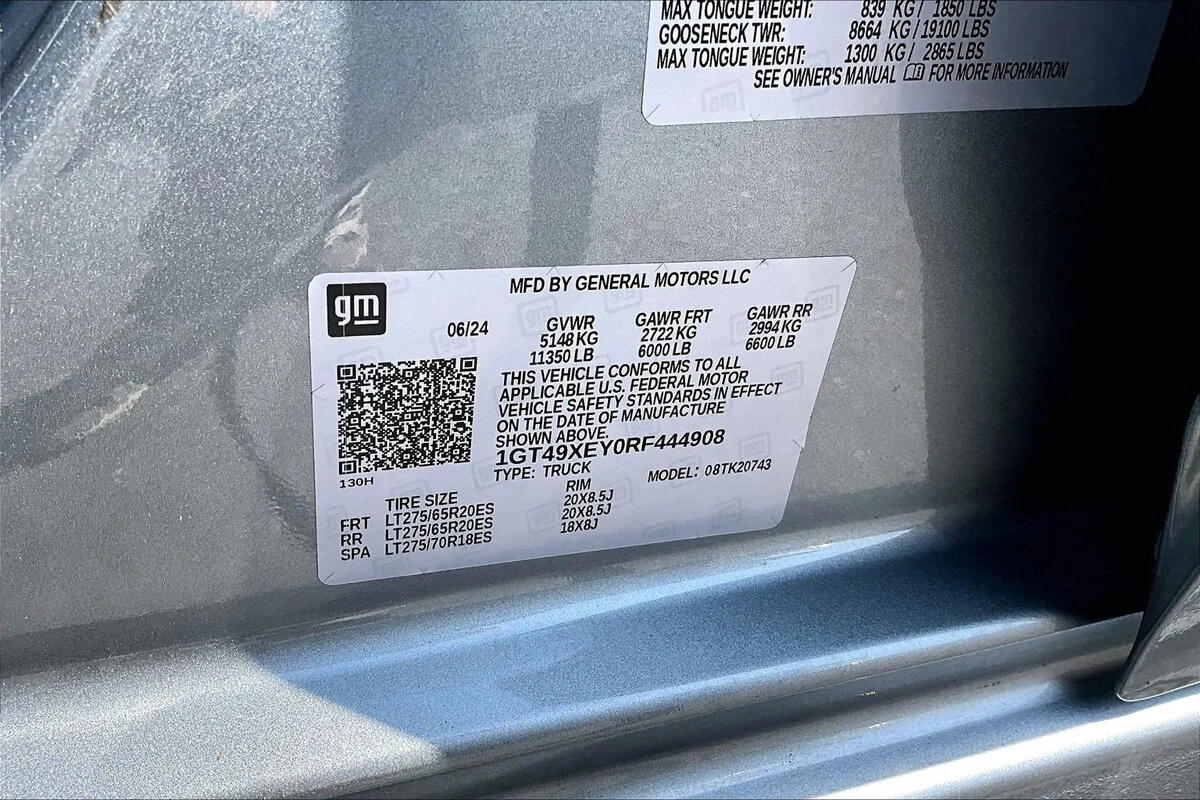 MAX TONGUE WEIGHT: 839 KG / 1850 LBS
GOOSENECK TWR: 8664 KG / 19100 LBS
MAX TONGUE WEIGHT: 1300 KG / 2865 LBS
SEE OWNER'S MANUAL FOR MORE INFORMATION
gm
MFD BY GENERAL MOTORS LLC
06/24 GVWR GAWR FRT GAWR RR
5148 KG 2722 KG 2994 KG
11350 LB 6000 LB 6600 LB
THIS VEHICLE CONFORMS TO ALL
APPLICABLE U.S. FEDERAL MOTOR
VEHICLE SAFETY STANDARDS IN EFFECT
ON THE DATE OF MANUFACTURE
SHOWN ABOVE.
1GT49XEY0RF444908
TYPE: TRUCK MODEL: 08TK20743
130H
TIRE SIZE RIM
FRT LT275/65R20ES 20X8.5J
RR LT275/65R20ES 20X8.5J
SPA LT275/70R18ES 18X8J